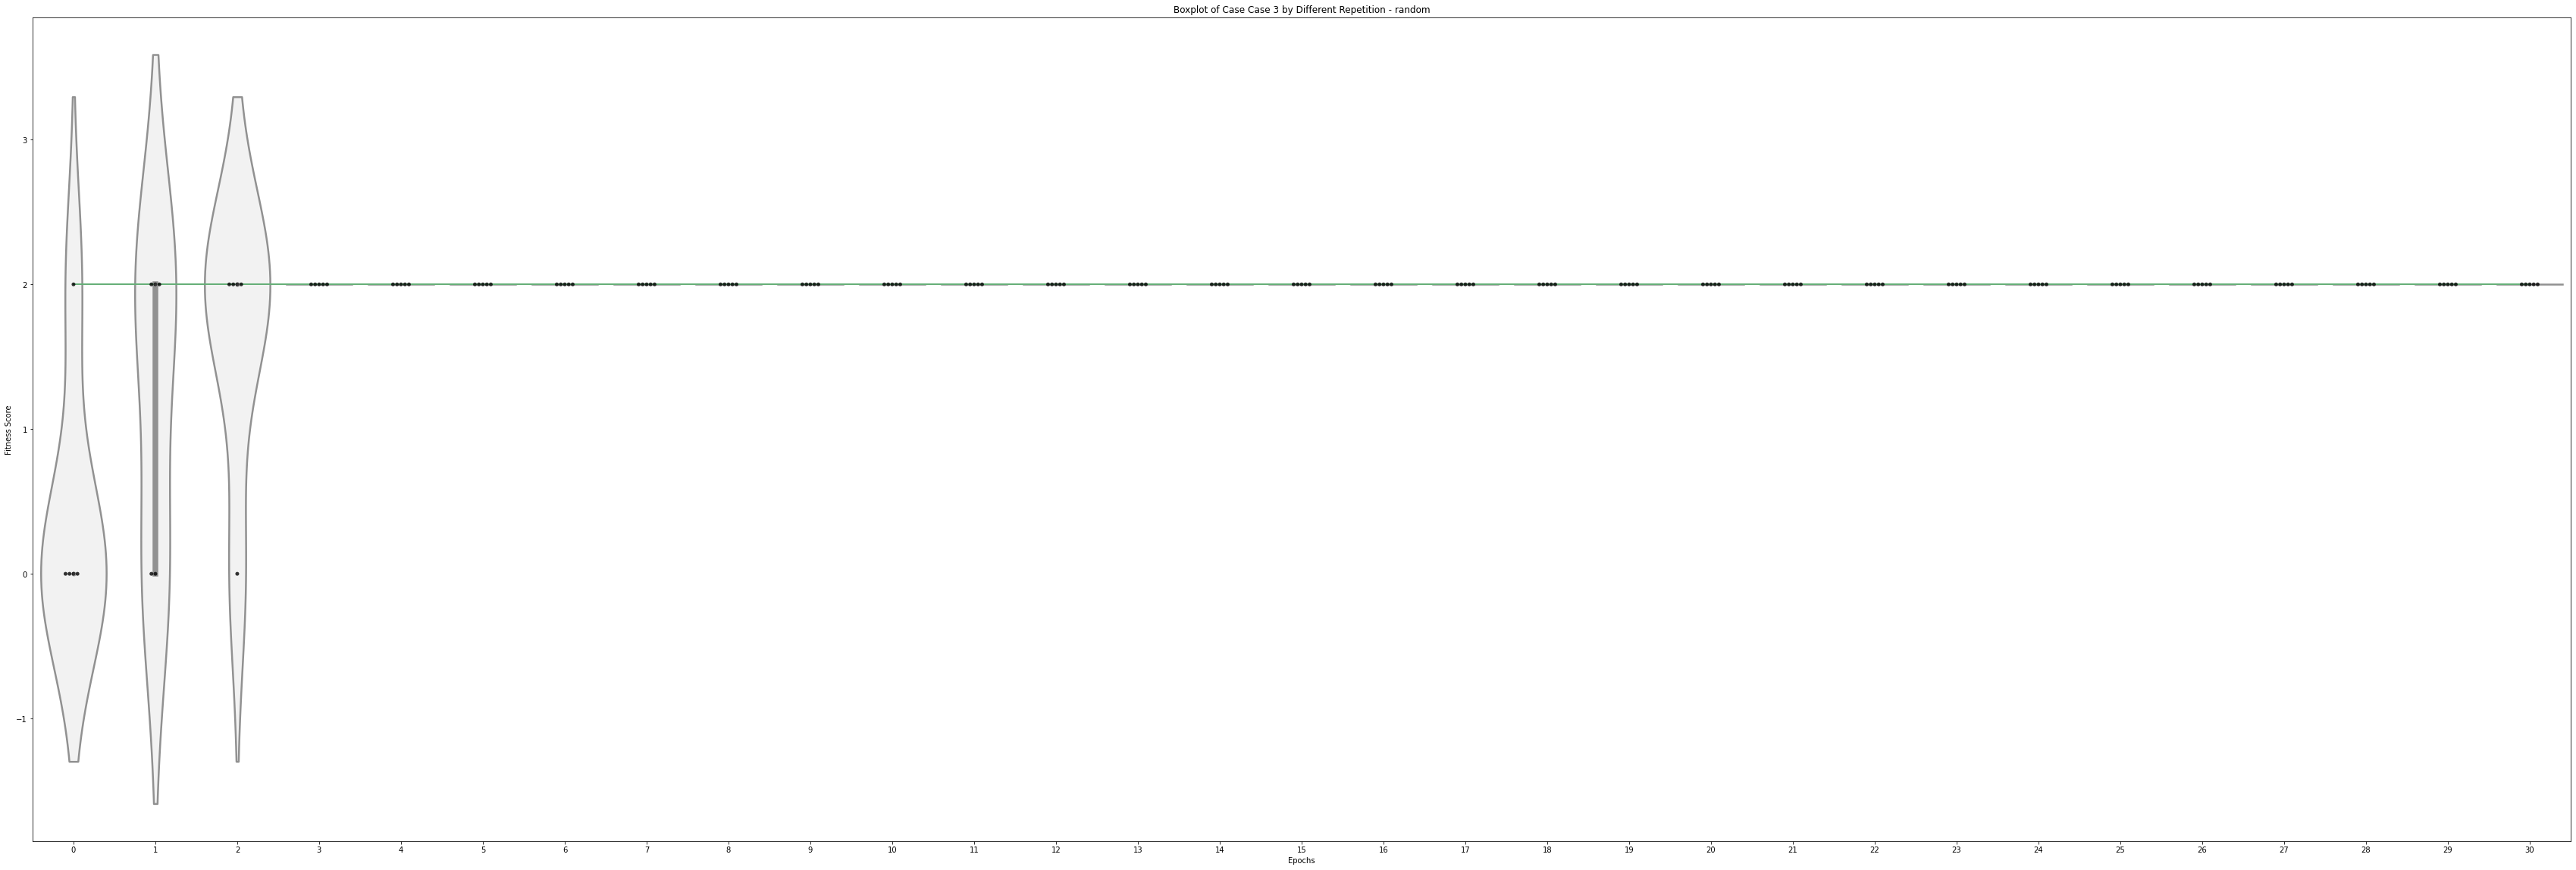 Boxplot of Case Case 3 by Different Repetition - random
Fitness Score
3
2
1
0
−1
0 1 2 3 4 5 6 7 8 9 10 11 12 13 14 15 16 17 18 19 20 21 22 23 24 25 26 27 28 29 30
Epochs